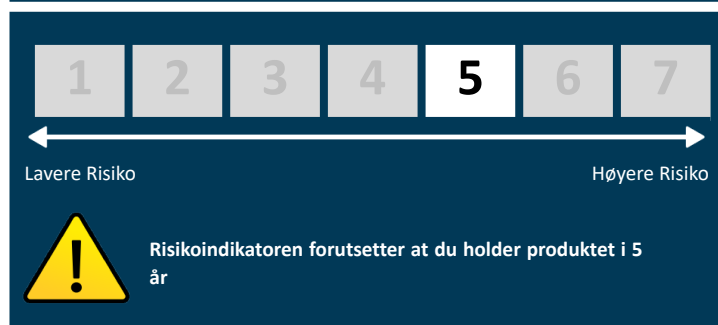 1 2 3 4 5 6 7
Lavere Risiko Høyere Risiko
!
Risikoindikatoren forutsetter at du holder produktet i 5
år